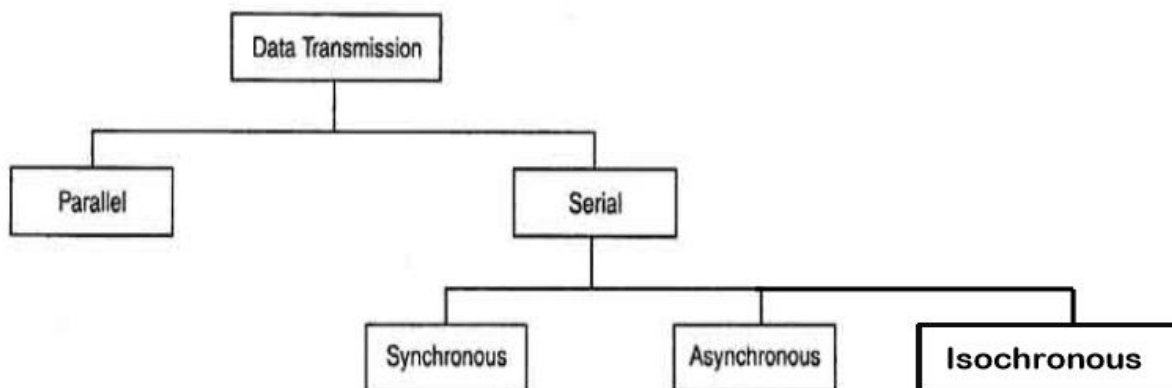 Data Transmission
Parallel
Serial
Synchronous
Asynchronous
Isochronous